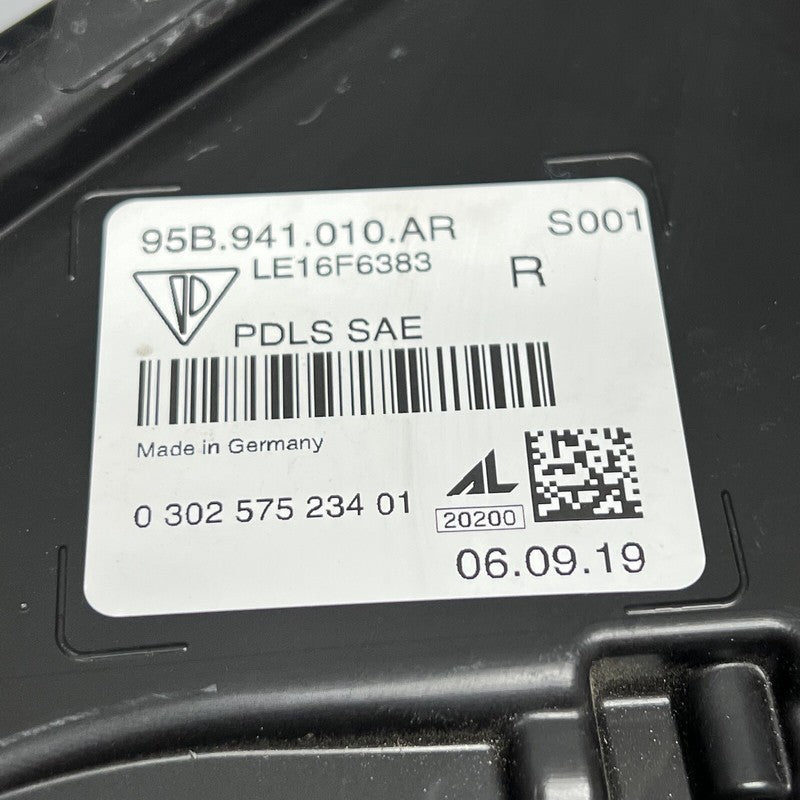 95B.941.010.AR S001
LE16F6383 R
PDLS SAE
Made in Germany
0 302 575 234 01 AL
20200
06.09.19